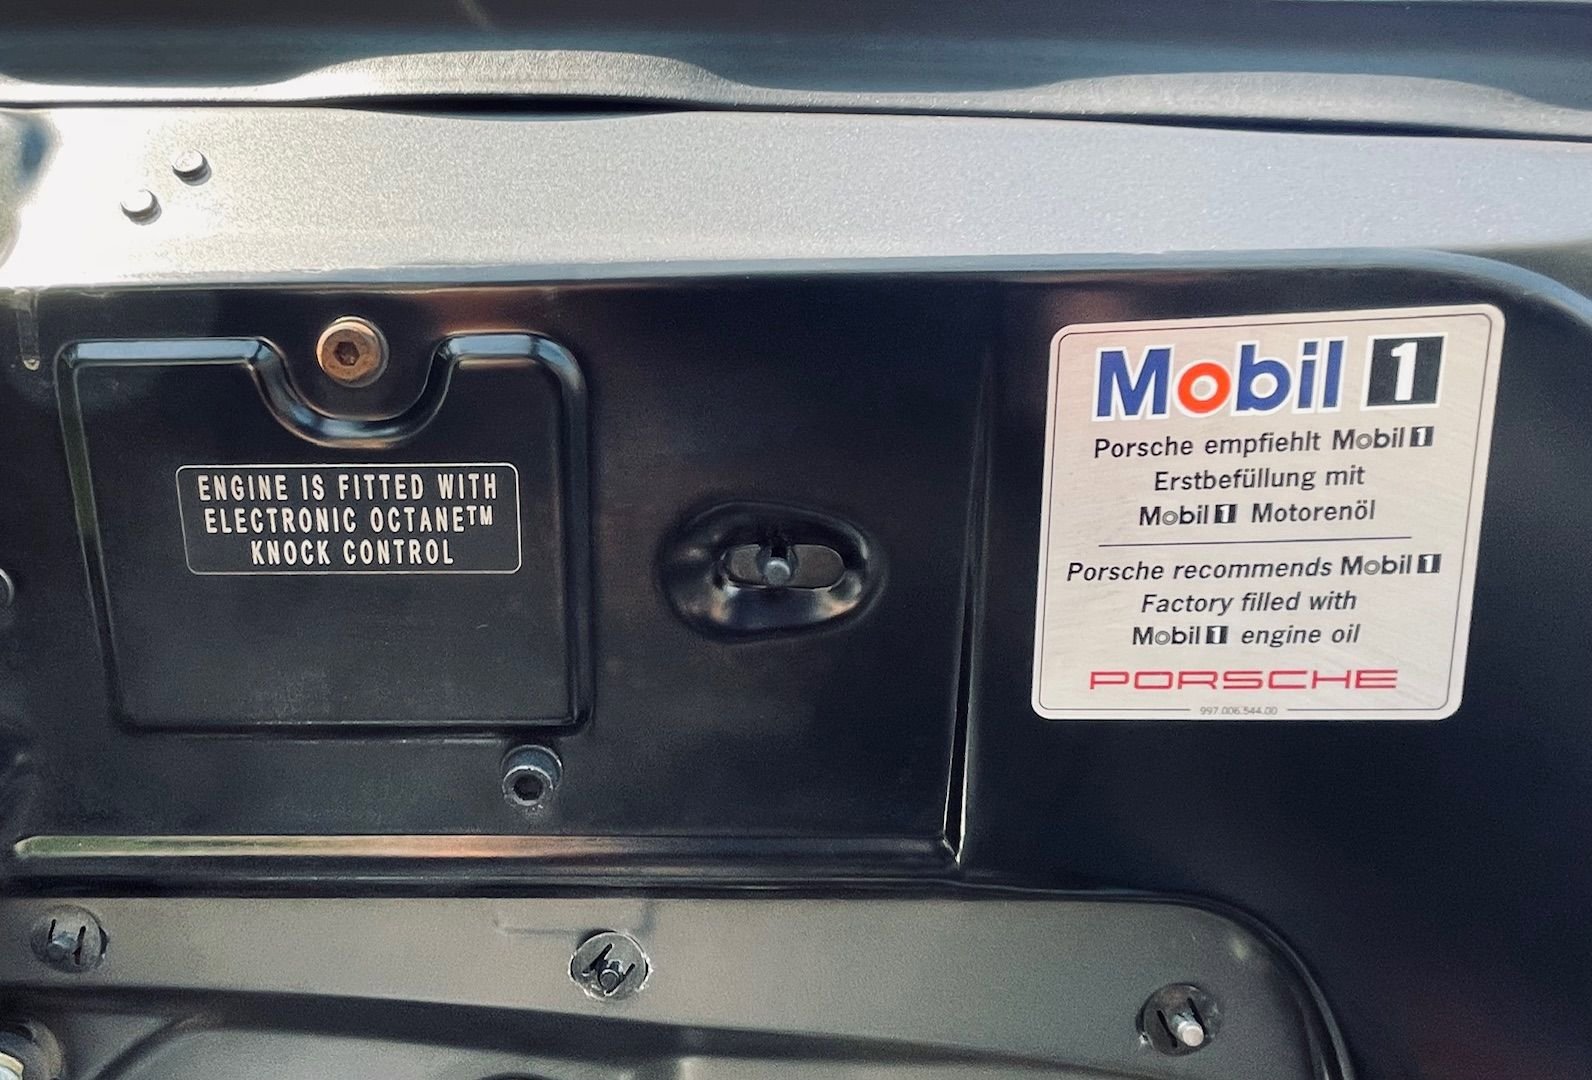 ENGINE IS FITTED WITH
ELECTRONIC OCTANE™
KNOCK CONTROL
Mobil 1
Porsche empfiehlt Mobil 1
Erstbefüllung mit
Mobil 1 Motorenöl
Porsche recommends Mobil 1
Factory filled with
Mobil 1 engine oil
PORSCHE
997.006.544.00